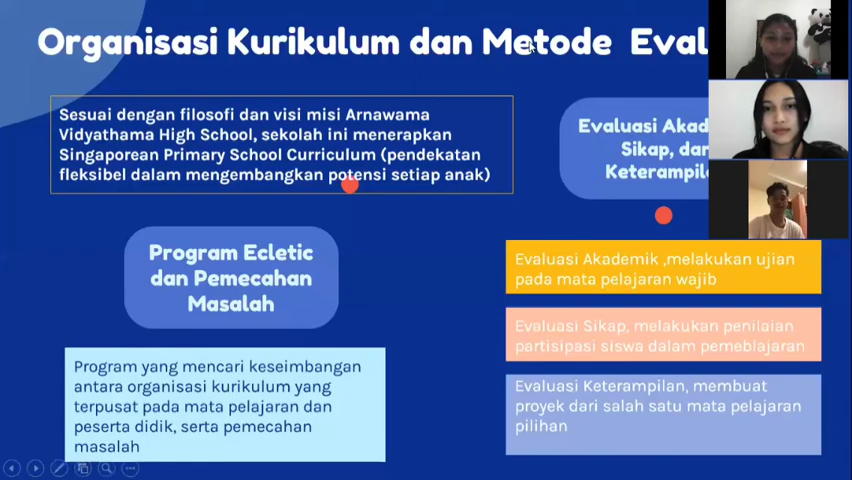 Organisasi Kurikulum dan Metode Eval
Sesuai dengan filosofi dan visi misi Arnawama
Vidyathama High School, sekolah ini menerapkan
Singaporean Primary School Curriculum (pendekatan
fleksibel dalam mengembangkan potensi setiap anak)
Program Ecletic
dan Pemecahan
Masalah
Program yang mencari keseimbangan
antara organisasi kurikulum yang
terpusat pada mata pelajaran dan
peserta didik, serta pemecahan
masalah
Evaluasi Akad
Sikap, dan
Keterampil
Evaluasi Akademik ,melakukan ujian
pada mata pelajaran wajib
Evaluasi Sikap, melakukan penilaian
partisipasi siswa dalam pemeblajaran
Evaluasi Keterampilan, membuat
proyek dari salah satu mata pelajaran
pilihan